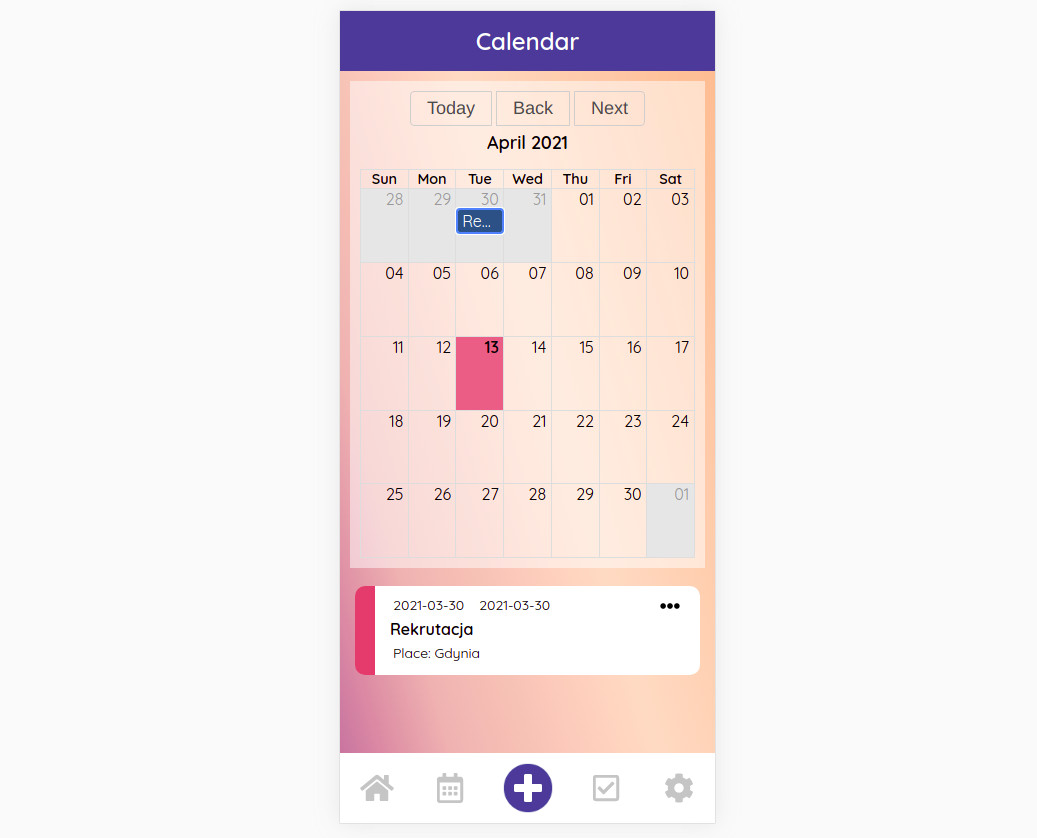 Calendar
Today Back Next
April 2021
Sun Mon Tue Wed Thu Fri Sat
28 29 30 31 01 02 03
Re...
04 05 06 07 08 09 10
11 12 13 14 15 16 17
18 19 20 21 22 23 24
25 26 27 28 29 30 01
2021-03-30 2021-03-30
Rekrutacja
Place: Gdynia